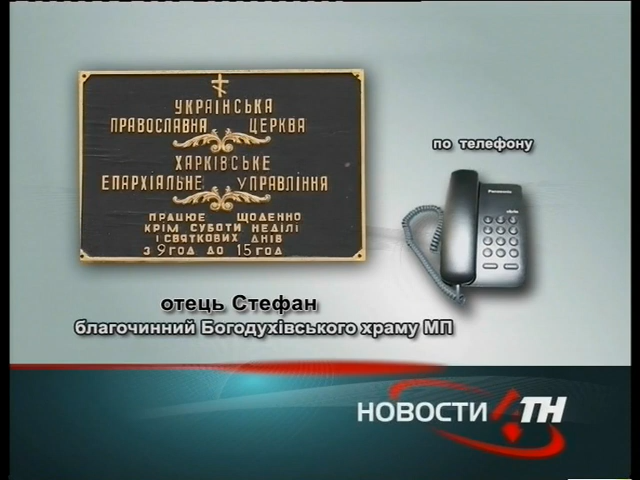 УКРАЇНСЬКА
ПРАВОСЛАВНА ЦЕРКВА
ХАРКІВСЬКЕ
ЕПАРХІАЛЬНЕ УПРАВЛІННЯ
ПРАЦЮЄ ЩОДЕННО
КРІМ СУБОТИ НЕДІЛІ
І СВЯТКОВИХ ДНІВ
З 9 ГОД ДО 15 ГОД
по телефону
Panasonic
отець Стефан
благочинний Богодухівського храму МП
НОВОСТИ АТН